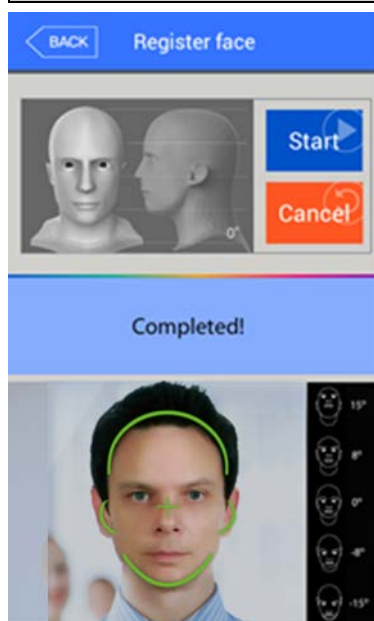 BACK
Register face
Start
Cancel
0°
Completed!
15°
8°
0°
-8°
-15°